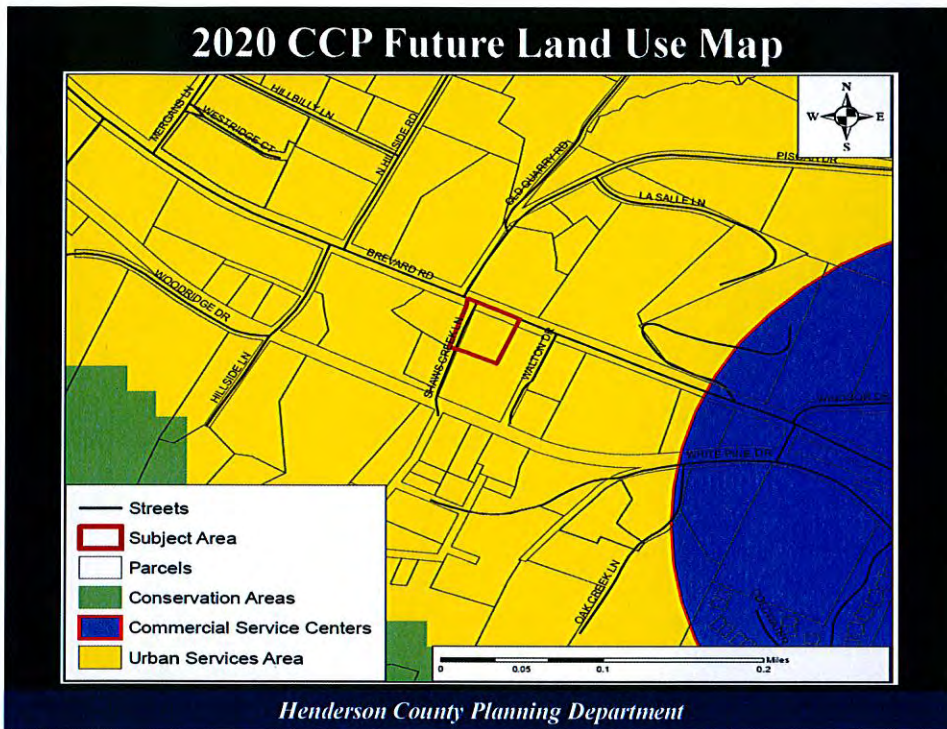 2020 CCP Future Land Use Map
N
W E
S
MERGANS LN
HILLBILLY LN
WESTRIDGE CT
N HILLSIDE RD
OLD QUARRY RD
PISGAH DR
LA SALLE LN
BREVARD RD
WOODRIDGE DR
SHAWS CREEK LN
WALTON DR
HILLSIDE LN
WHITE PINE DR
OAK CREEK LN
Streets
Subject Area
Parcels
Conservation Areas
Commercial Service Centers
Urban Services Area
Miles
0 0.05 0.1 0.2
Henderson County Planning Department